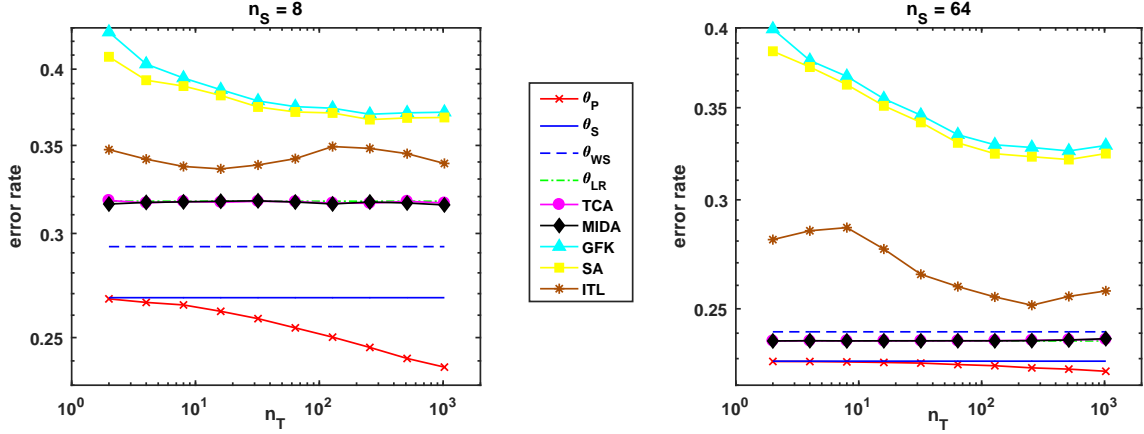 n_S = 8
error rate
0.4
0.35
0.3
0.25
10^0
10^1
10^2
10^3
n_T
θ_P
θ_S
θ_WS
θ_LR
TCA
MIDA
GFK
SA
ITL
n_S = 64
error rate
0.4
0.35
0.3
0.25
10^0
10^1
10^2
10^3
n_T